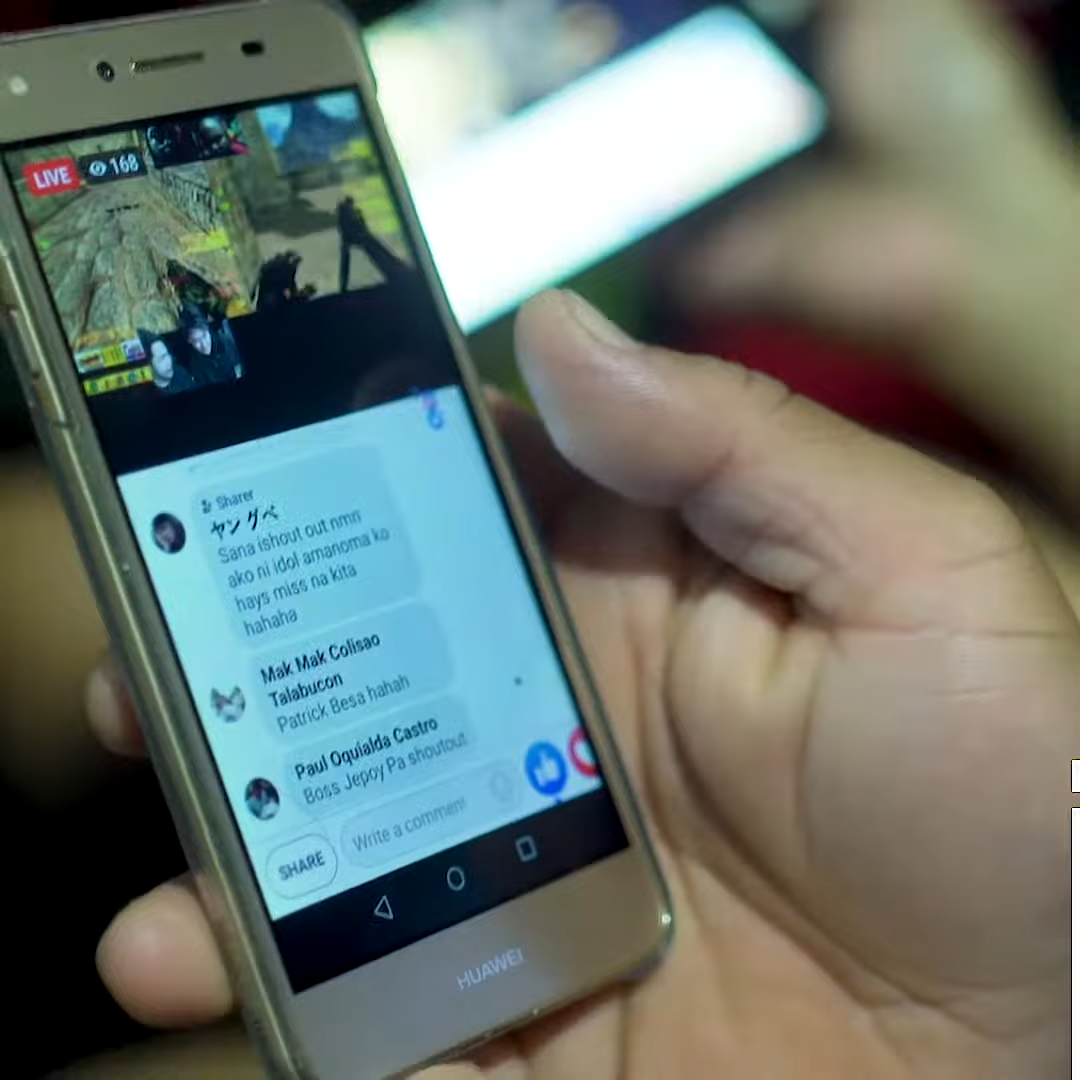 LIVE 168
Sharer
ヤング ペ
Sana ishout out nmn
ako ni idol amanoma ko
hays miss na kita
hahaha
Mak Mak Colisao
Talabucon
Patrick Besa hahah
Paul Oquialda Castro
Boss Jepoy Pa shoutout
Write a comment
SHARE
HUAWEI